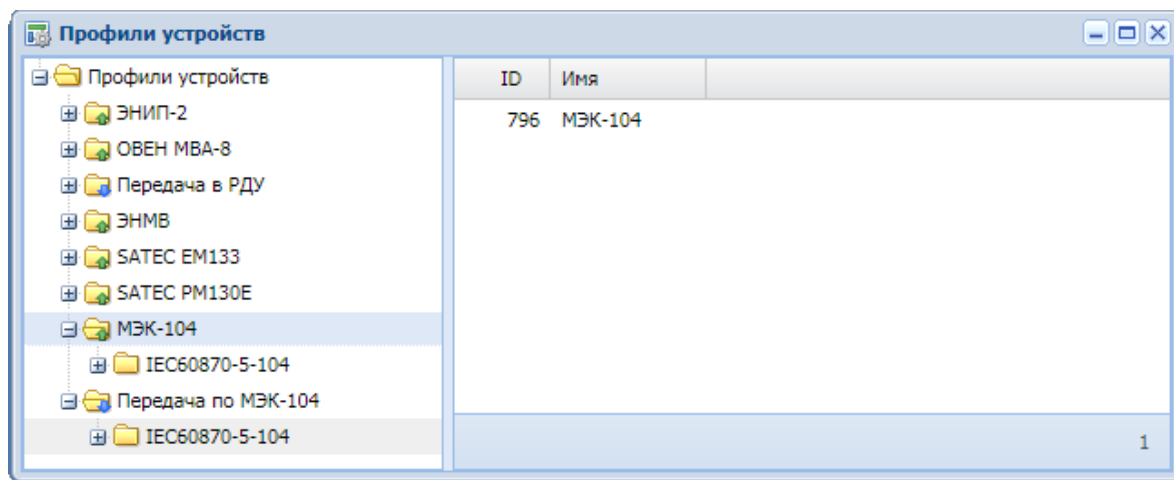 Профили устройств
Профили устройств
ЭНИП-2
ОВЕН МВА-8
Передача в РДУ
ЭНМВ
SATEC EM133
SATEC PM130E
МЭК-104
IEC60870-5-104
Передача по МЭК-104
IEC60870-5-104
ID Имя
796 МЭК-104
1